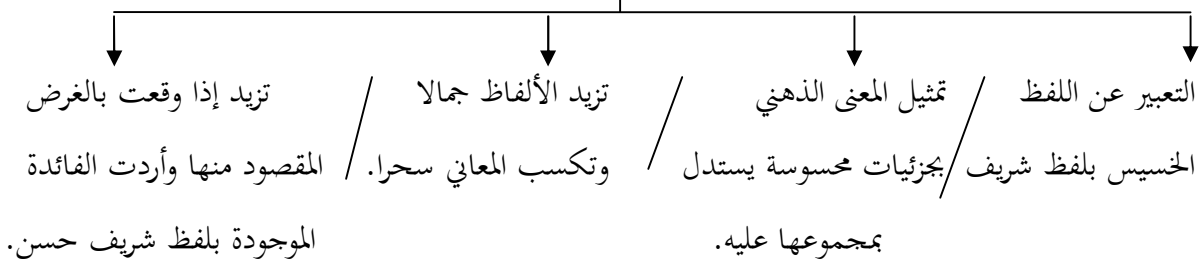 التعبير عن اللفظ
الخسيس بلفظ شريف
تمثيل المعنى الذهني
بجزئيات محسوسة يستدل
بمجموعها عليه.
تزيد الألفاظ جمالا
وتكسب المعاني سحرا.
تزيد إذا وقعت بالغرض
المقصود منها وأردت الفائدة
الموجودة بلفظ شريف حسن.